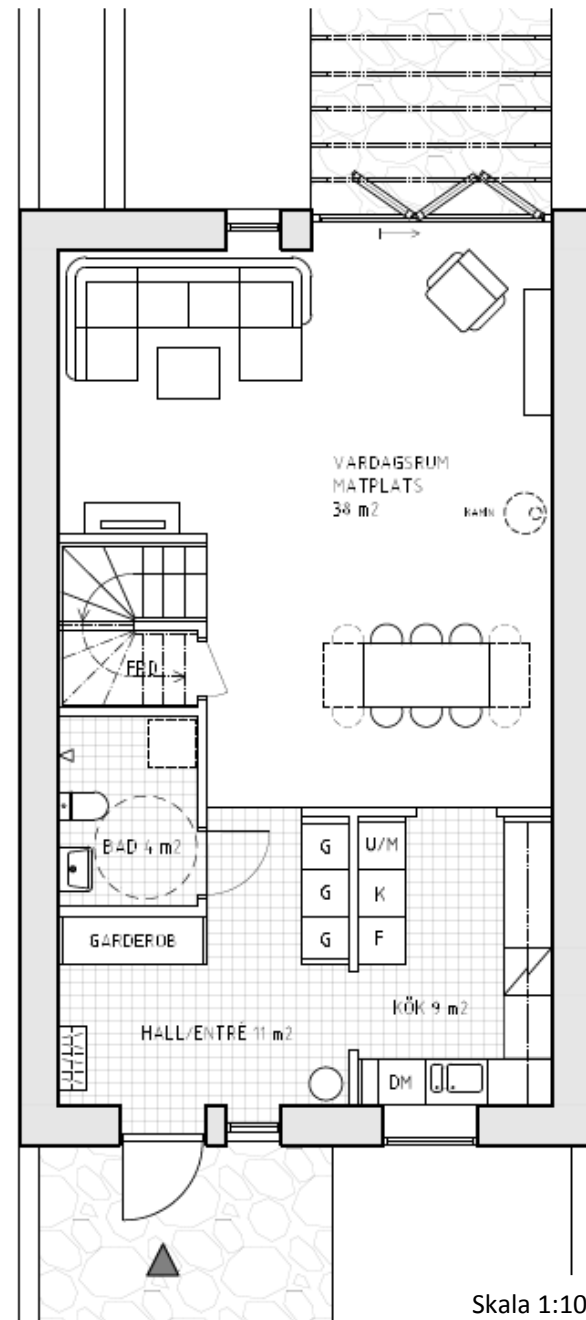 VARDAGSRUM
MATPLATS
38 m2
KAMIN
FRD
BAD 4 m2
G
U/M
G
K
G
F
GARDEROB
KÖK 9 m2
HALL/ENTRÉ 11 m2
DM
Skala 1:10